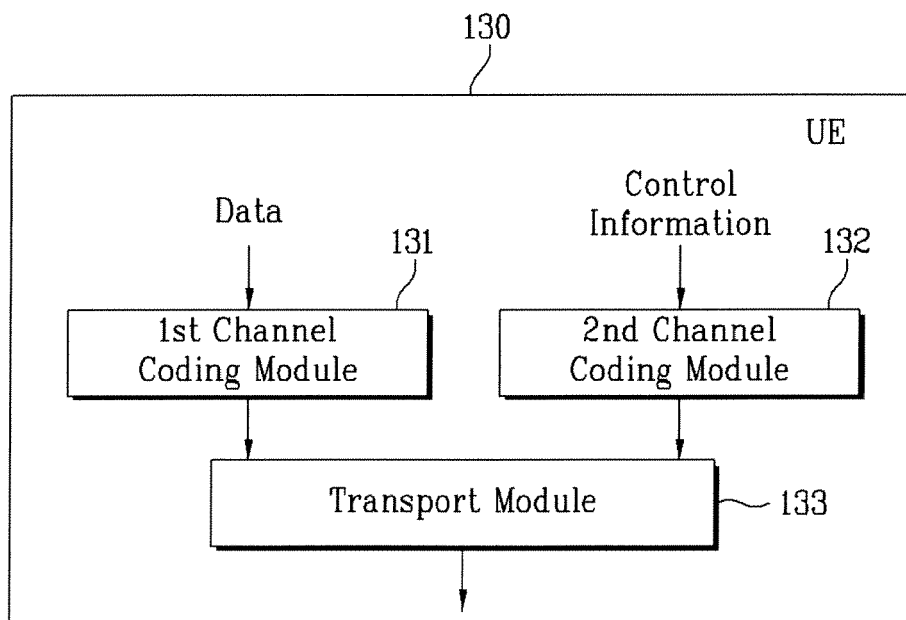 130
UE
Data
Control
Information
131
132
1st Channel
Coding Module
2nd Channel
Coding Module
Transport Module
133